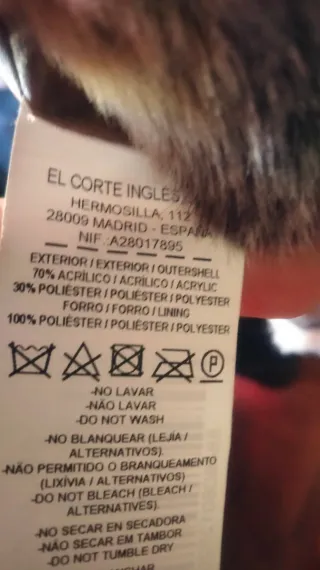 EL CORTE INGLÉS
HERMOSILLA, 112
28009 MADRID - ESPAÑA
NIF.:A28017895
EXTERIOR / EXTERIOR / OUTERSHELL
70% ACRÍLICO / ACRÍLICO / ACRYLIC
30% POLIÉSTER / POLIÉSTER / POLYESTER
FORRO / FORRO / LINING
100% POLIÉSTER / POLIÉSTER / POLYESTER
P
-NO LAVAR
-NÃO LAVAR
-DO NOT WASH
-NO BLANQUEAR (LEJÍA /
ALTERNATIVOS).
-NÃO PERMITIDO O BRANQUEAMENTO
(LIXÍVIA / ALTERNATIVOS)
-DO NOT BLEACH (BLEACH /
ALTERNATIVES).
-NO SECAR EN SECADORA
-NÃO SECAR EM TAMBOR
-DO NOT TUMBLE DRY